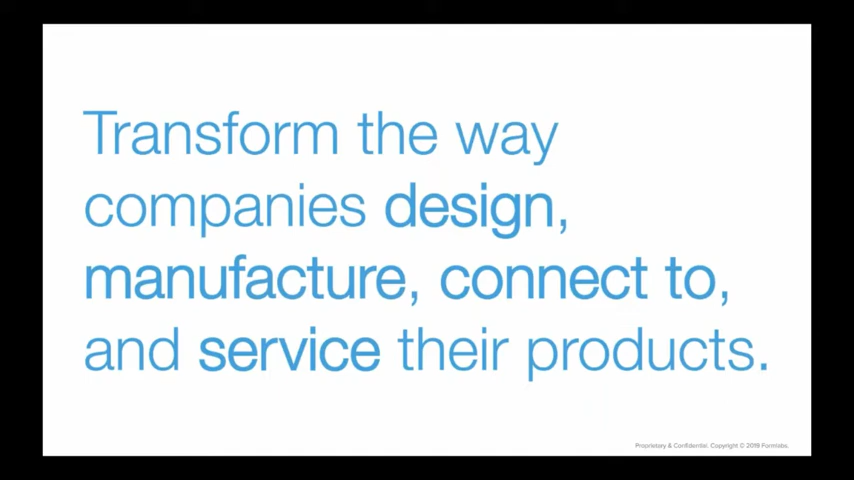 Transform the way
companies design,
manufacture, connect to,
and service their products.
Proprietary & Confidential. Copyright © 2019 Formlabs.